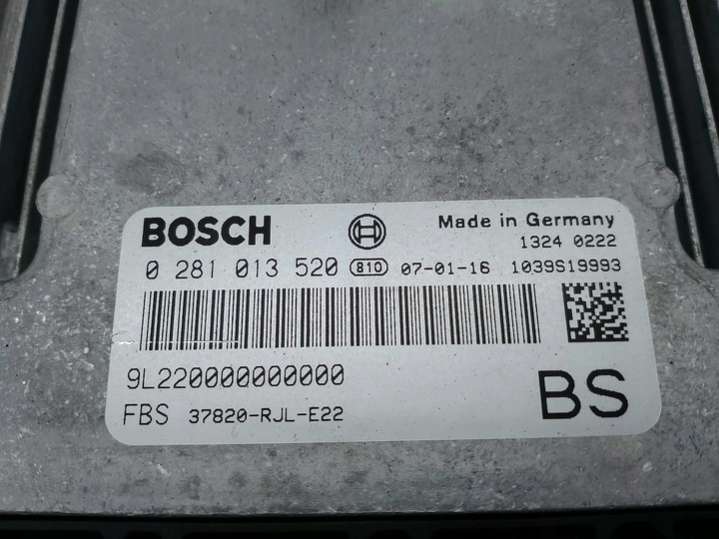 BOSCH Made in Germany
1324 0222
0 281 013 520 810 07-01-16 1039S19993
9L220000000000
FBS 37820-RJL-E22 BS